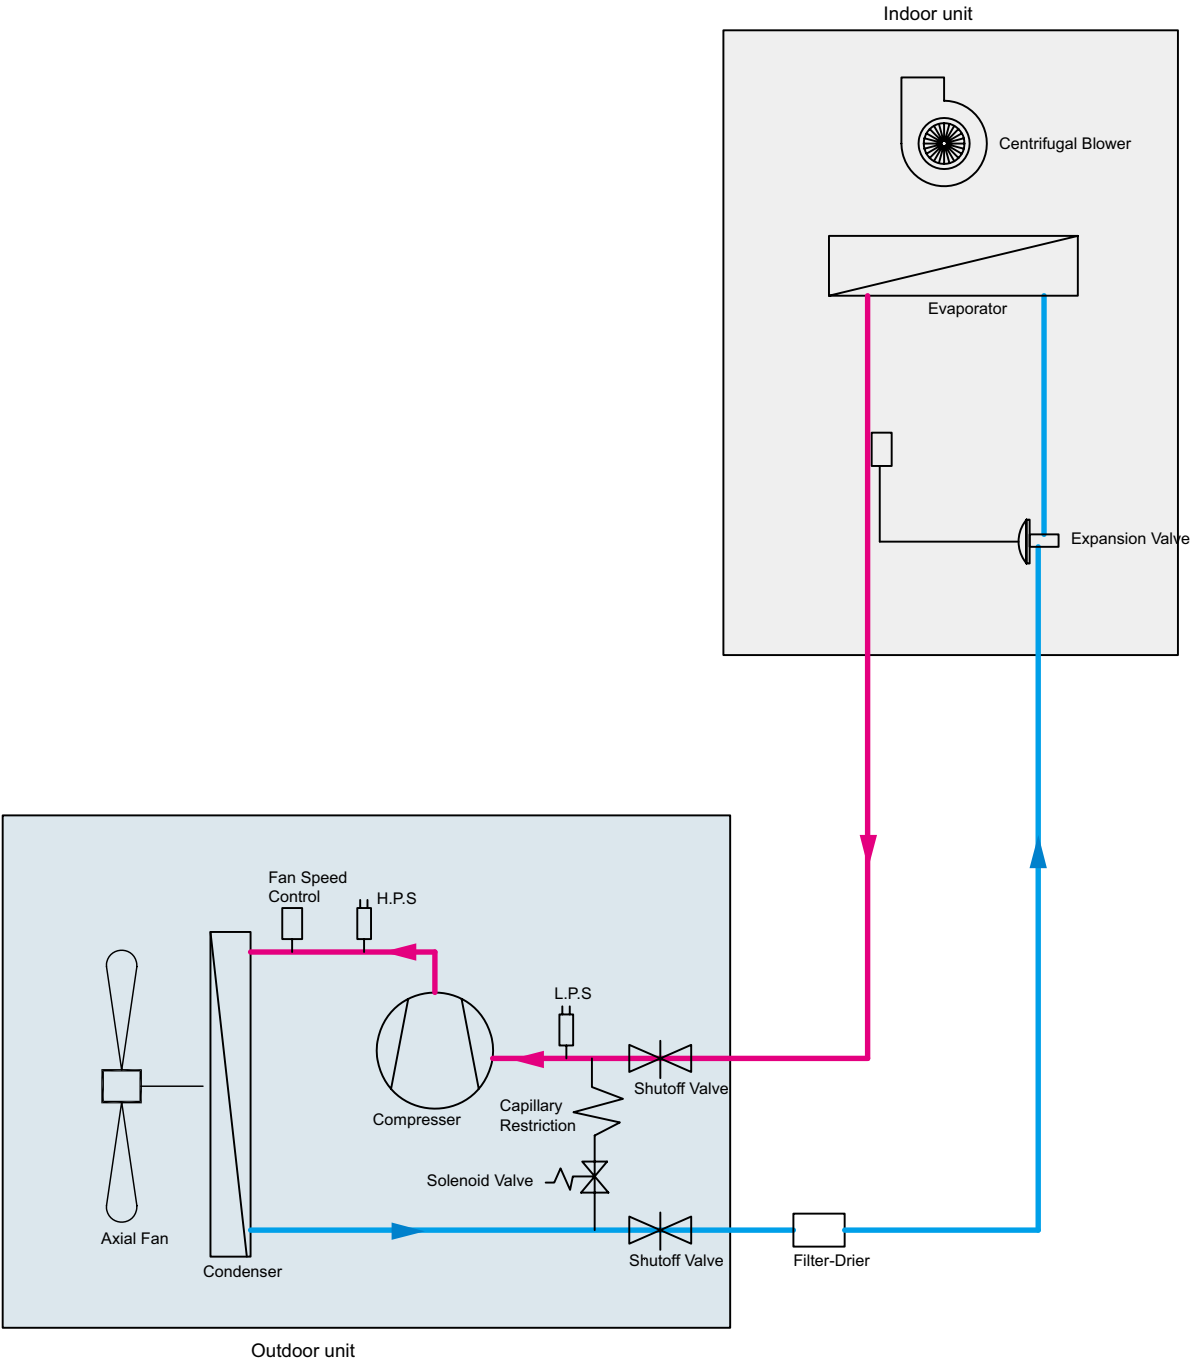 Indoor unit
Centrifugal Blower
Evaporator
Expansion Valve
Fan Speed
Control
H.P.S
L.P.S
Shutoff Valve
Capillary
Restriction
Compresser
Solenoid Valve
Axial Fan
Shutoff Valve
Filter-Drier
Condenser
Outdoor unit